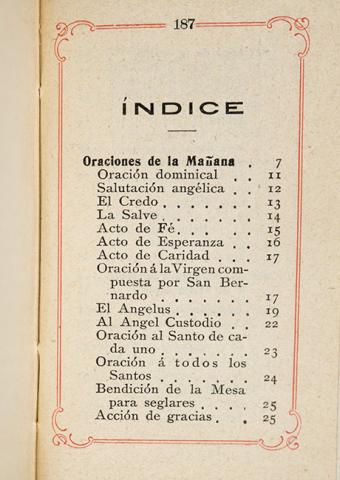 187
ÍNDICE
Oraciones de la Mañana . 7
Oración dominical . . 11
Salutación angélica . . 12
El Credo . . . . . 13
La Salve . . . . . 14
Acto de Fé. . . . . 15
Acto de Esperanza . . . 16
Acto de Caridad . . . 17
Oración á la Virgen com-
puesta por San Ber-
nardo . . . . . 17
El Angelus . . . . 19
Al Angel Custodio . . 22
Oración al Santo de ca-
da uno . . . . . 23
Oración á todos los
Santos . . . . . 24
Bendición de la Mesa
para seglares . . . 25
Acción de gracias. . . 25